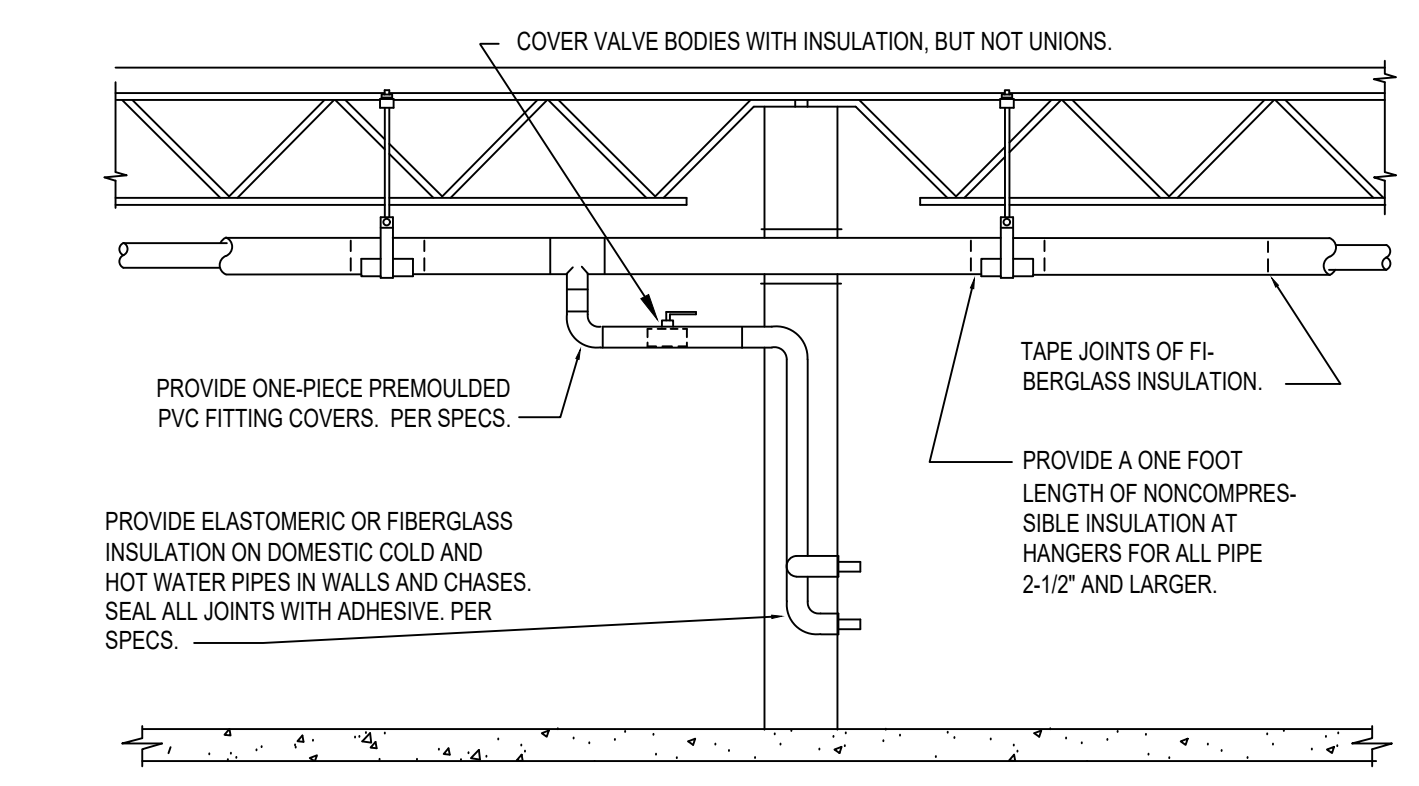 COVER VALVE BODIES WITH INSULATION, BUT NOT UNIONS.
TAPE JOINTS OF FI-
BERGLASS INSULATION.
PROVIDE ONE-PIECE PREMOULDED
PVC FITTING COVERS. PER SPECS.
PROVIDE A ONE FOOT
LENGTH OF NONCOMPRES-
SIBLE INSULATION AT
HANGERS FOR ALL PIPE
2-1/2" AND LARGER.
PROVIDE ELASTOMERIC OR FIBERGLASS
INSULATION ON DOMESTIC COLD AND
HOT WATER PIPES IN WALLS AND CHASES.
SEAL ALL JOINTS WITH ADHESIVE. PER
SPECS.